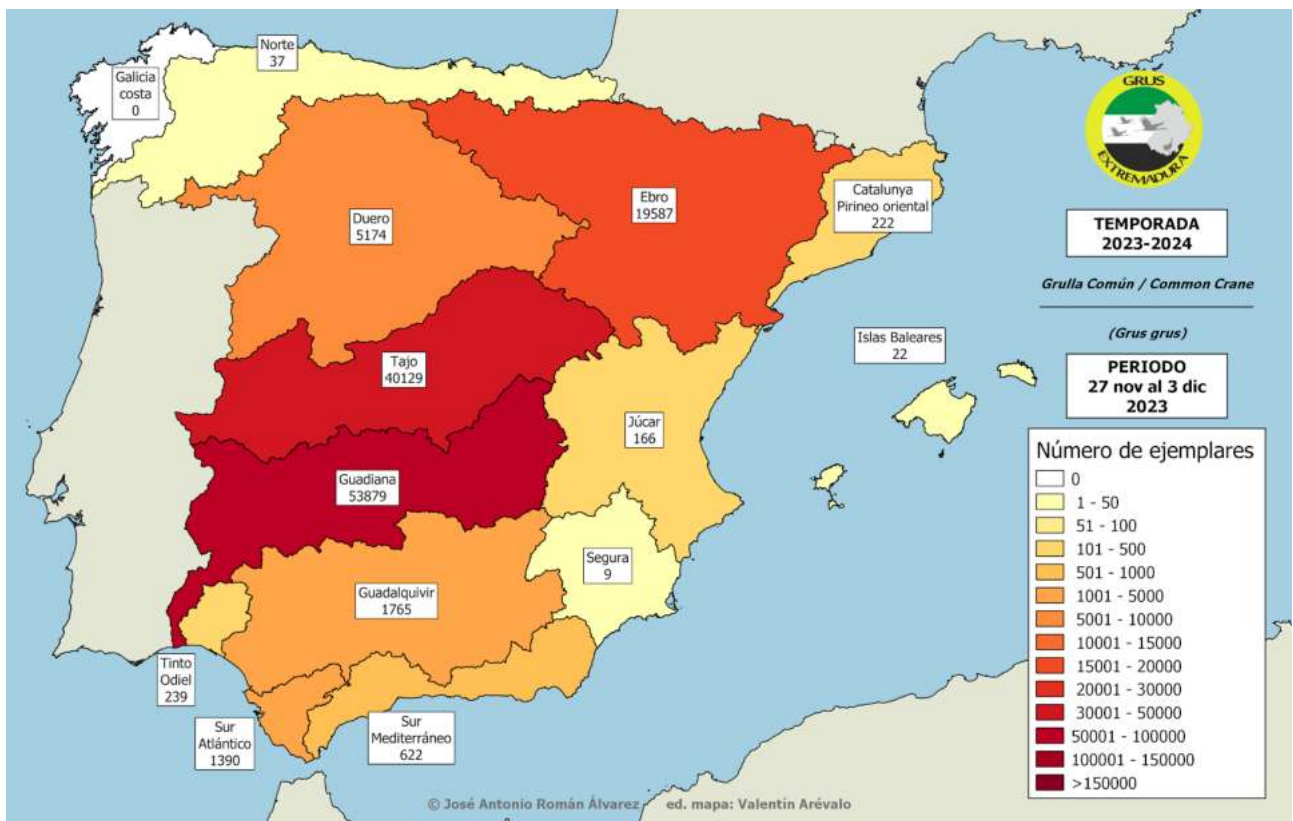 Norte
37
Galicia
costa
0
Duero
5174
Ebro
19587
Catalunya
Pirineo oriental
222
Tajo
40129
Islas Baleares
22
Júcar
166
Guadiana
53879
Segura
9
Guadalquivir
1765
Tinto
Odiel
239
Sur
Atlántico
1390
Sur
Mediterráneo
622
GRUS
EXTREMADURA
TEMPORADA
2023-2024
Grulla Común / Common Crane
(Grus grus)
PERIODO
27 nov al 3 dic
2023
Número de ejemplares
0
1 - 50
51 - 100
101 - 500
501 - 1000
1001 - 5000
5001 - 10000
10001 - 15000
15001 - 20000
20001 - 30000
30001 - 50000
50001 - 100000
100001 - 150000
>150000
© José Antonio Román Álvarez ed. mapa: Valentín Arévalo